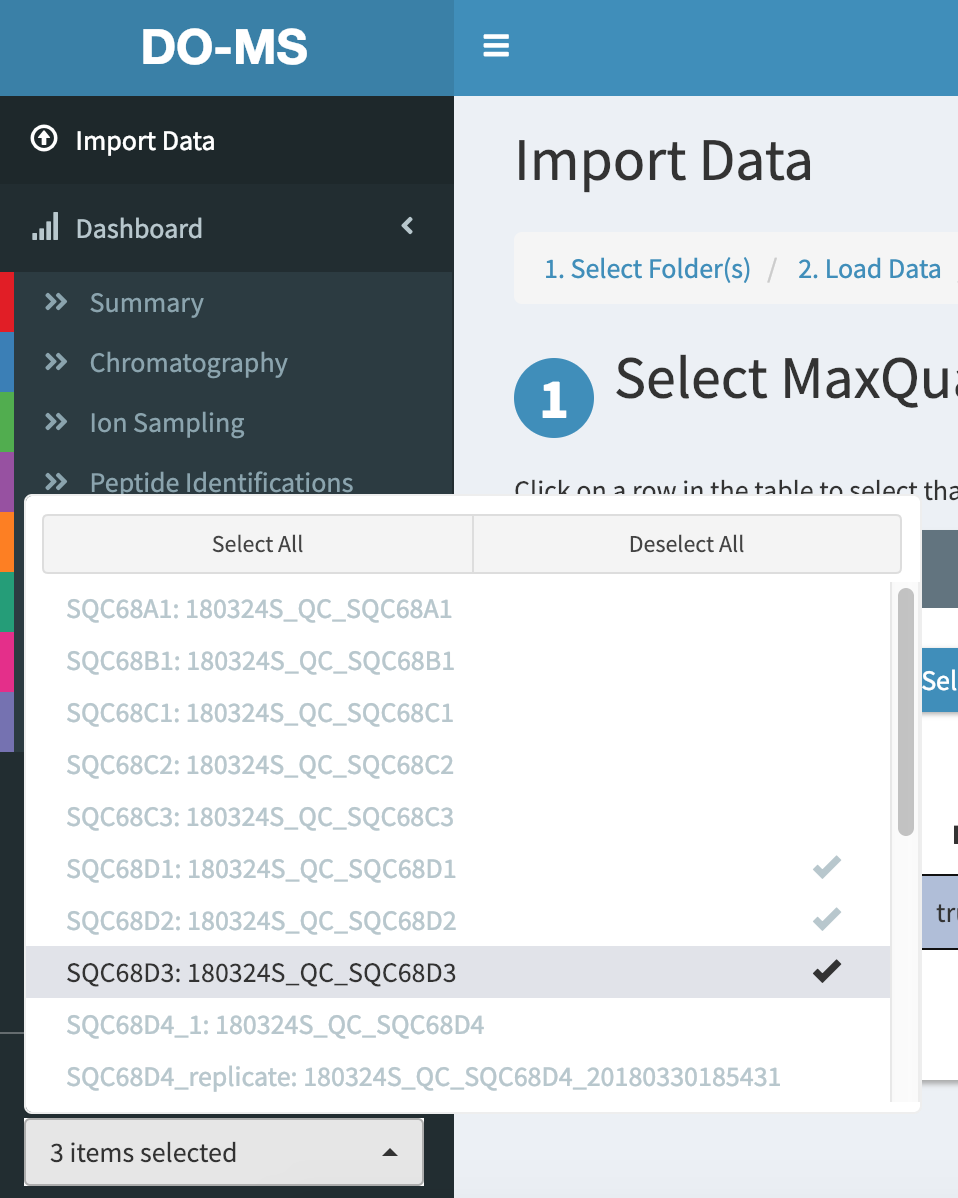 DO-MS
Import Data
Import Data
Dashboard
1. Select Folder(s) / 2. Load Data
Summary
Chromatography
1 Select MaxQua
Ion Sampling
Peptide Identifications
Click on a row in the table to select tha
Select All
Deselect All
SQC68A1: 180324S_QC_SQC68A1
SQC68B1: 180324S_QC_SQC68B1
Sel
SQC68C1: 180324S_QC_SQC68C1
SQC68C2: 180324S_QC_SQC68C2
SQC68C3: 180324S_QC_SQC68C3
SQC68D1: 180324S_QC_SQC68D1
SQC68D2: 180324S_QC_SQC68D2
tr
SQC68D3: 180324S_QC_SQC68D3
SQC68D4_1: 180324S_QC_SQC68D4
SQC68D4_replicate: 180324S_QC_SQC68D4_20180330185431
3 items selected